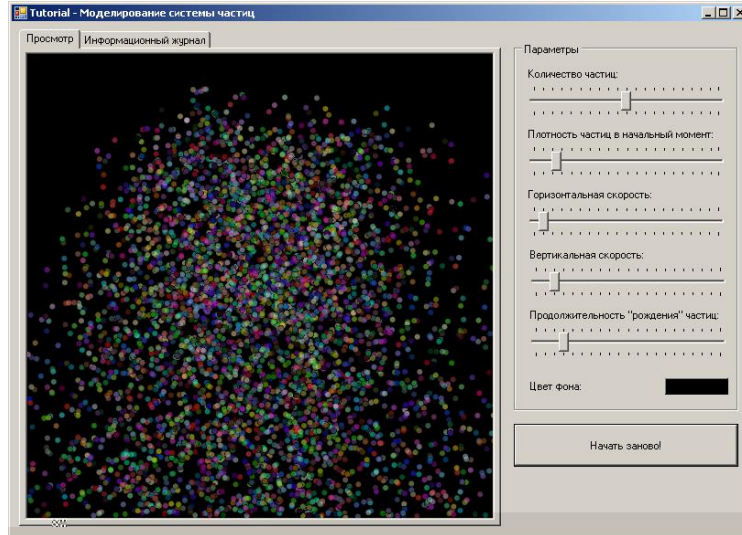 Tutorial - Моделирование системы частиц
Просмотр
Информационный журнал
Параметры
Количество частиц:
Плотность частиц в начальный момент:
Горизонтальная скорость:
Вертикальная скорость:
Продолжительность "рождения" частиц:
Цвет фона:
Начать заново!